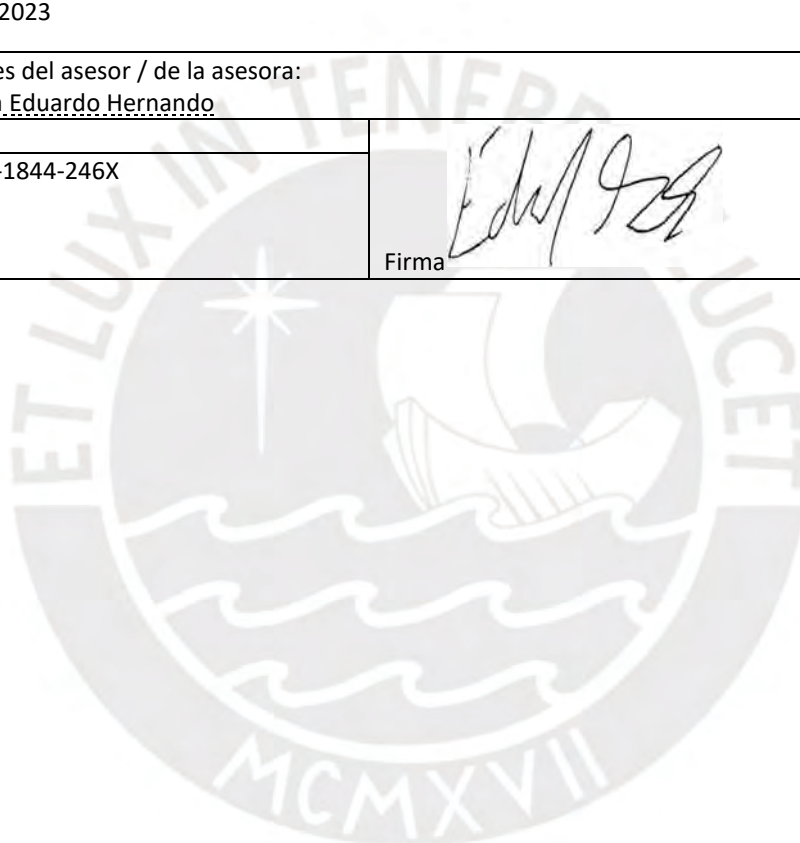 2023
es del asesor / de la asesora:
Eduardo Hernando
-1844-246X
Firma
ET LUX IN TENEBRIS LUCET
MCMXVII